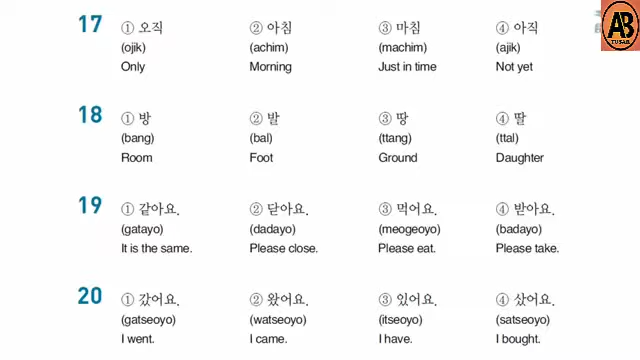 17 ① 오직 ② 아침 ③ 마침 ④ 아직
(ojik) (achim) (machim) (ajik)
Only Morning Just in time Not yet
18 ① 방 ② 발 ③ 땅 ④ 딸
(bang) (bal) (ttang) (ttal)
Room Foot Ground Daughter
19 ① 같아요. ② 닫아요. ③ 먹어요. ④ 받아요.
(gatayo) (dadayo) (meogeoyo) (badayo)
It is the same. Please close. Please eat. Please take.
20 ① 갔어요. ② 왔어요. ③ 있어요. ④ 샀어요.
(gatseoyo) (watseoyo) (itseoyo) (satseoyo)
I went. I came. I have. I bought.
AB
TUSAR